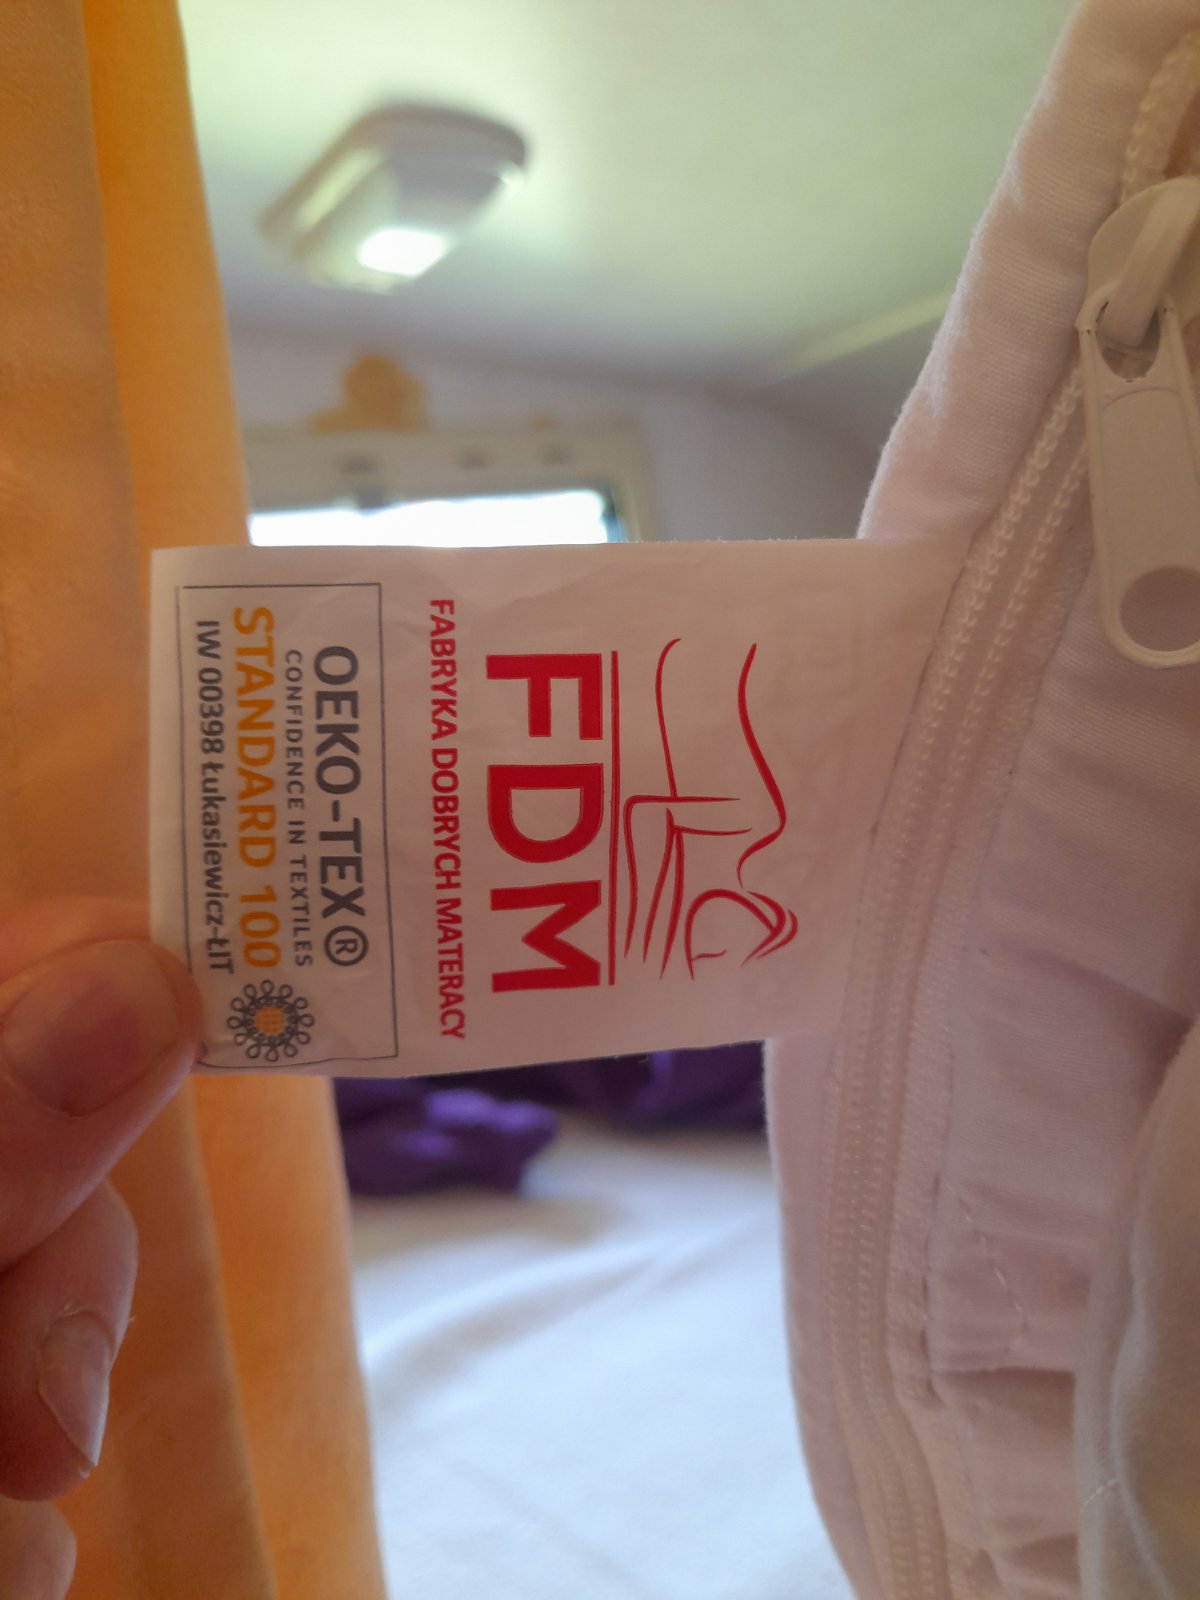 FDM
FABRYKA DOBRYCH MATERACY
OEKO-TEX®
CONFIDENCE IN TEXTILES
STANDARD 100
IW 00398 Łukasiewicz-ŁIT